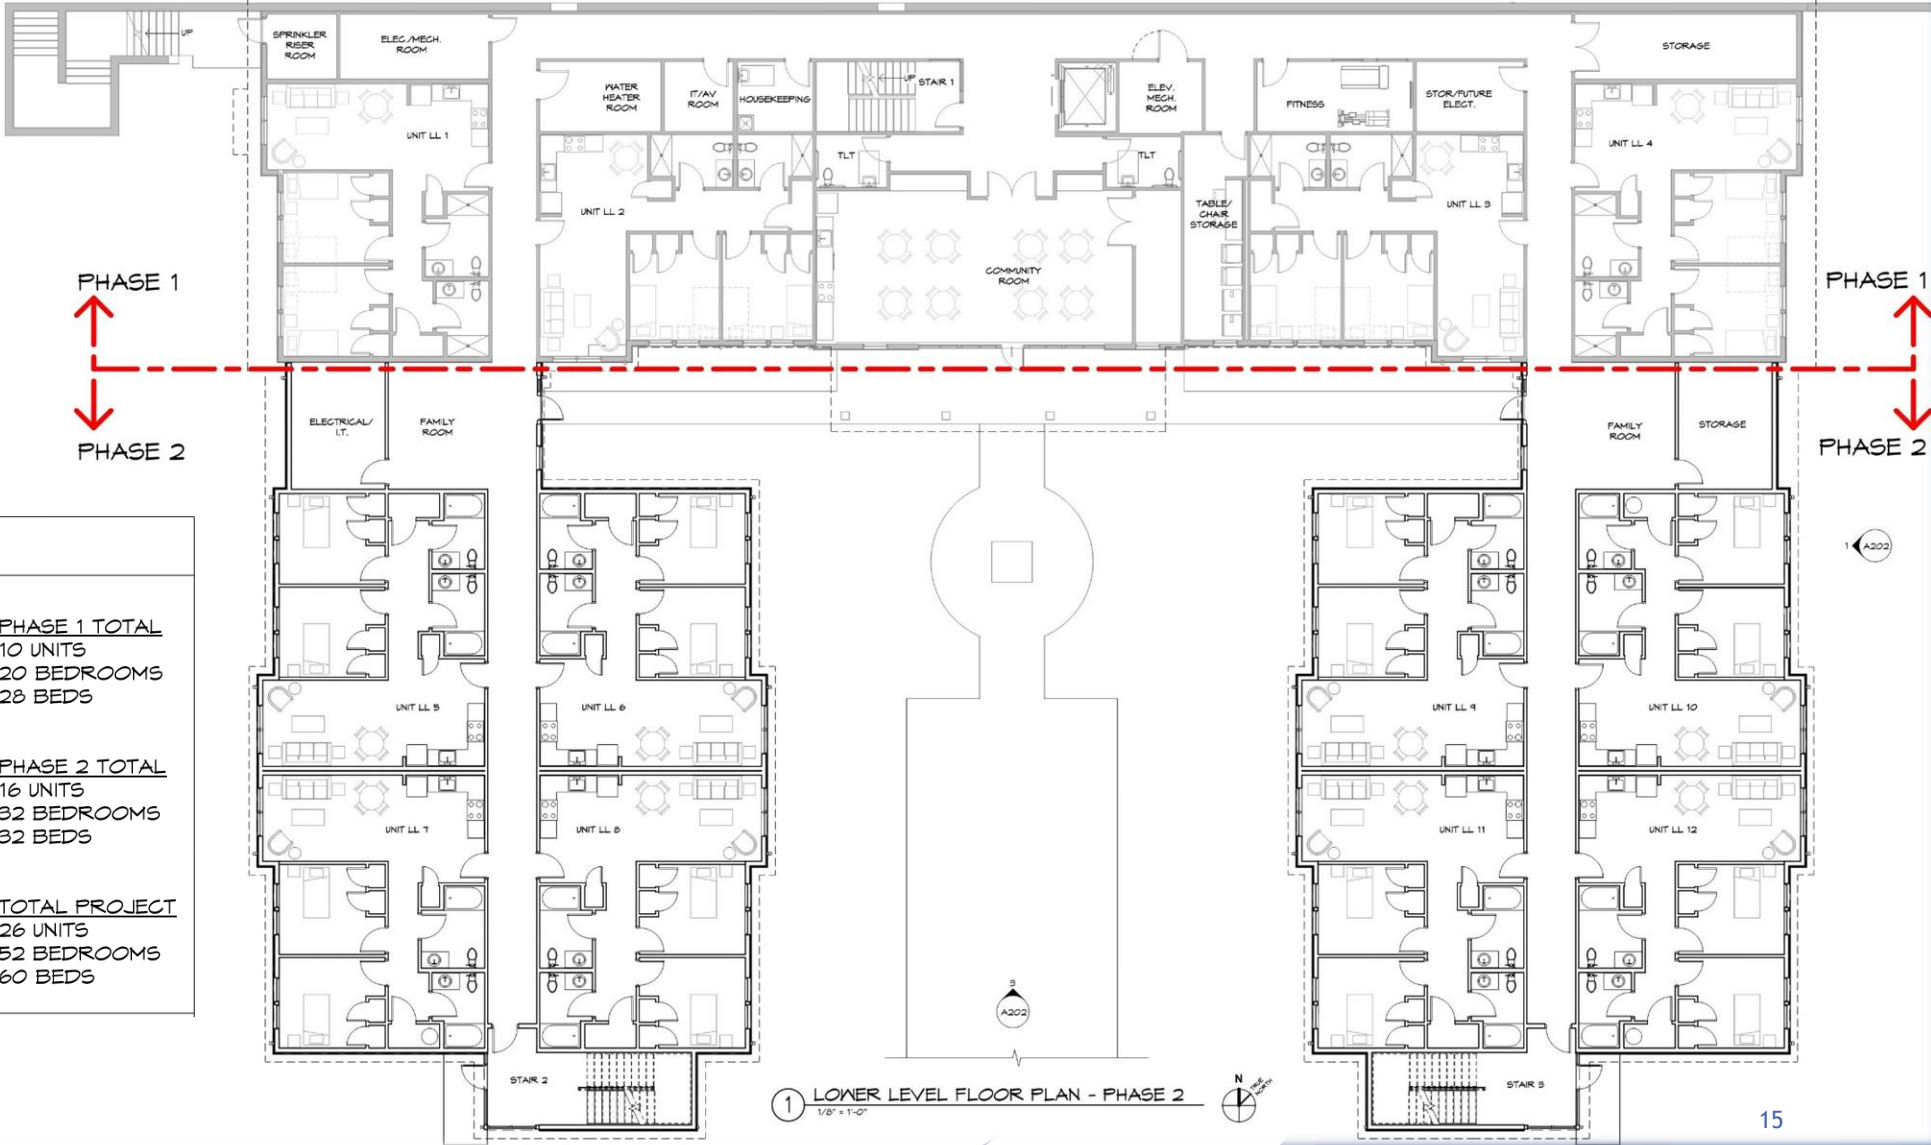 UP
SPRINKLER
RISER
ROOM
ELEC./MECH.
ROOM
STORAGE
WATER
HEATER
ROOM
IT/AV
ROOM
HOUSEKEEPING
UP
STAIR 1
ELEV.
MECH.
ROOM
FITNESS
STOR/FUTURE
ELECT.
UNIT LL 1
UNIT LL 4
TLT
TLT
UNIT LL 2
TABLE/
CHAIR
STORAGE
UNIT LL 3
COMMUNITY
ROOM
PHASE 1
PHASE 1
PHASE 2
PHASE 2
ELECTRICAL/
I.T.
FAMILY
ROOM
FAMILY
ROOM
STORAGE
1
A202
PHASE 1 TOTAL
10 UNITS
20 BEDROOMS
28 BEDS
PHASE 2 TOTAL
16 UNITS
32 BEDROOMS
32 BEDS
TOTAL PROJECT
26 UNITS
52 BEDROOMS
60 BEDS
UNIT LL 5
UNIT LL 6
UNIT LL 9
UNIT LL 10
UNIT LL 7
UNIT LL 8
UNIT LL 11
UNIT LL 12
3
A202
STAIR 2
STAIR 3
1
LOWER LEVEL FLOOR PLAN - PHASE 2
1/8" = 1'-0"
N
TRUE
NORTH
15